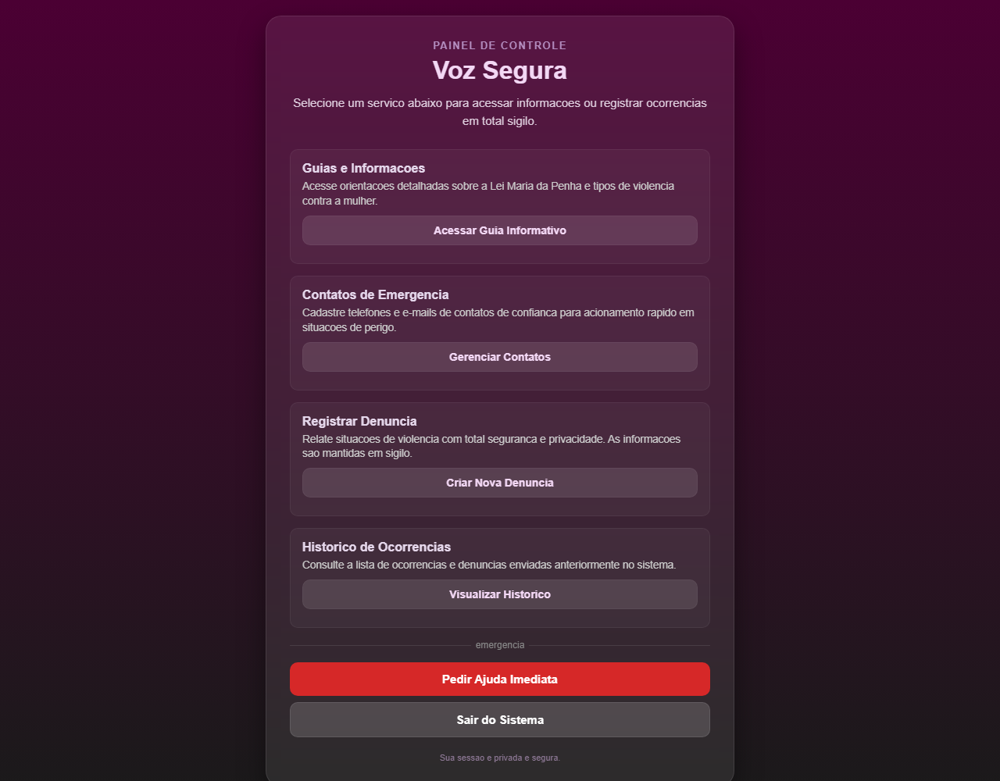 PAINEL DE CONTROLE
Voz Segura
Selecione um servico abaixo para acessar informacoes ou registrar ocorrencias
em total sigilo.
Guias e Informacoes
Acesse orientacoes detalhadas sobre a Lei Maria da Penha e tipos de violencia
contra a mulher.
Acessar Guia Informativo
Contatos de Emergencia
Cadastre telefones e e-mails de contatos de confianca para acionamento rapido em
situacoes de perigo.
Gerenciar Contatos
Registrar Denuncia
Relate situacoes de violencia com total seguranca e privacidade. As informacoes
sao mantidas em sigilo.
Criar Nova Denuncia
Historico de Ocorrencias
Consulte a lista de ocorrencias e denuncias enviadas anteriormente no sistema.
Visualizar Historico
emergencia
Pedir Ajuda Imediata
Sair do Sistema
Sua sessao e privada e segura.